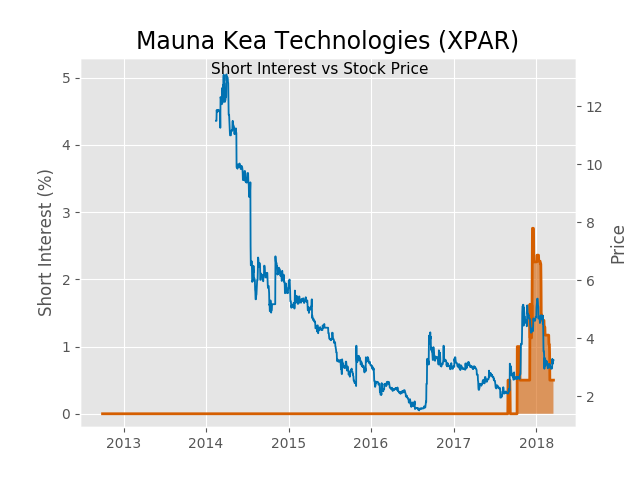 Mauna Kea Technologies (XPAR)
Short Interest vs Stock Price
5
4
3
2
1
0
Short Interest (%)
12
10
8
6
4
2
Price
2013 2014 2015 2016 2017 2018